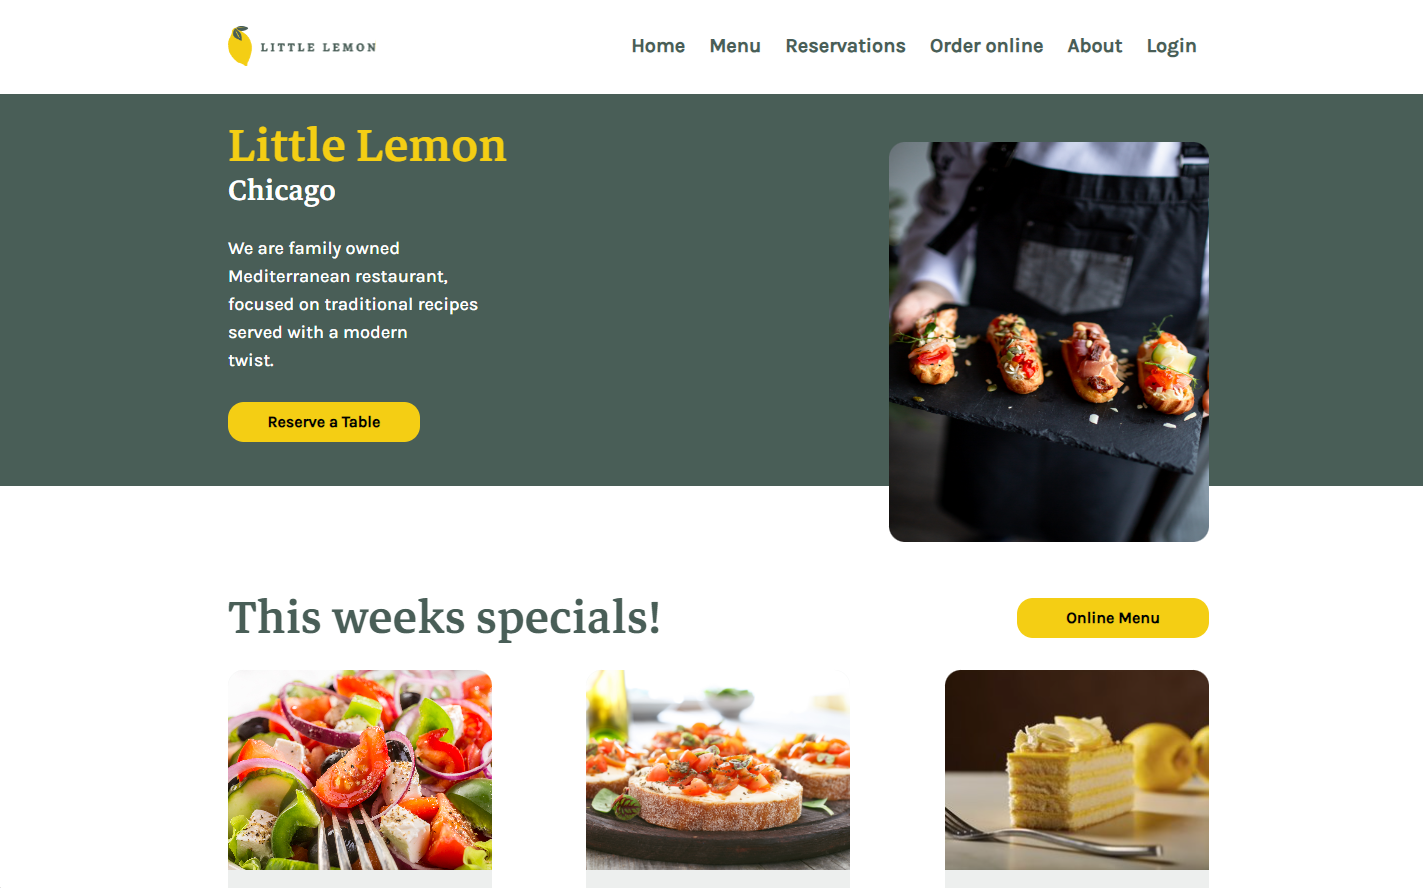 LITTLE LEMON
Home Menu Reservations Order online About Login
Little Lemon
Chicago
We are family owned
Mediterranean restaurant,
focused on traditional recipes
served with a modern
twist.
Reserve a Table
This weeks specials!
Online Menu